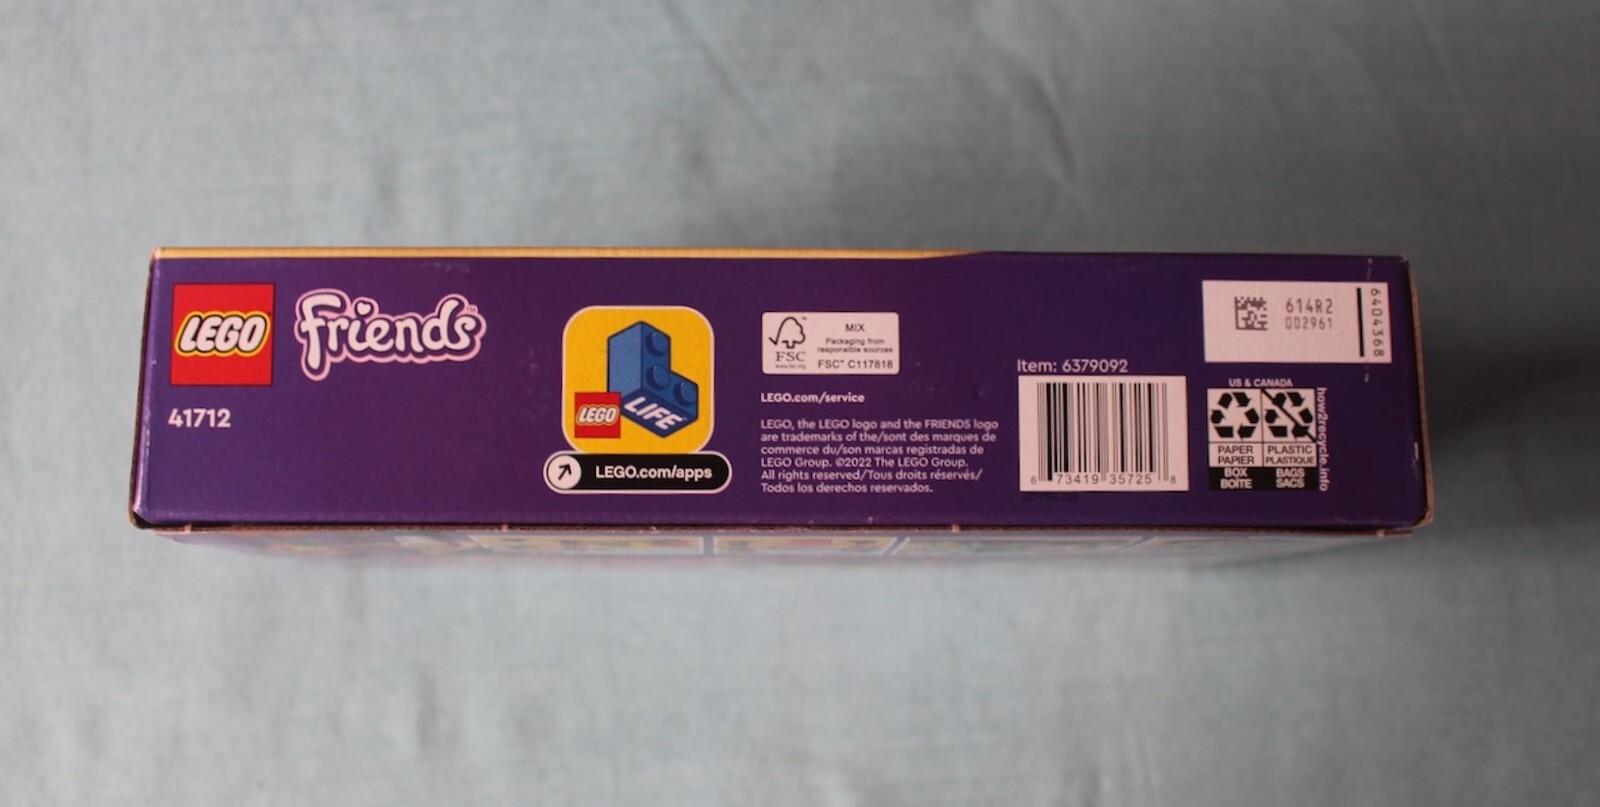 LEGO
friends™
41712
LEGO
LIFE
LEGO.com/apps
FSC
www.fsc.org
MIX
Packaging from
responsible sources
FSC™ C117818
LEGO.com/service
LEGO, the LEGO logo and the FRIENDS logo
are trademarks of the/sont des marques de
commerce du/son marcas registradas de
LEGO Group. ©2022 The LEGO Group.
All rights reserved/Tous droits réservés/
Todos los derechos reservados.
Item: 6379092
6 73419 35725 8
614R2
002961
6404368
US & CANADA
PAPER
PAPIER
BOX
BOÎTE
PLASTIC
PLASTIQUE
BAGS
SACS
how2recycle.info